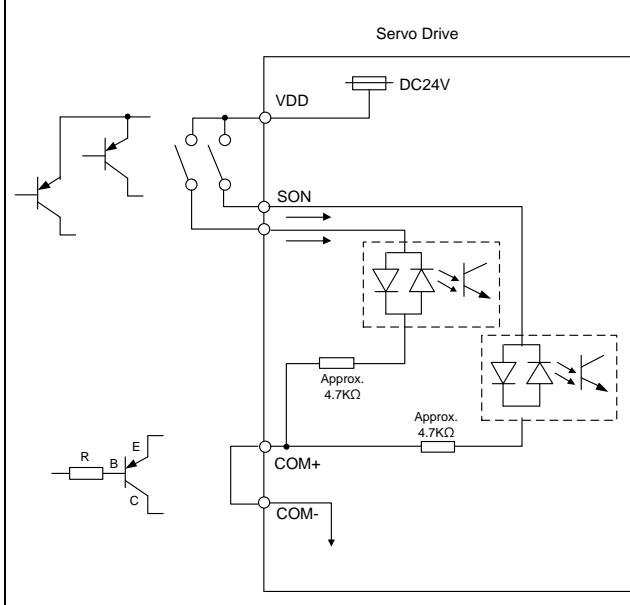 Servo Drive
DC24V
VDD
SON
Approx.
4.7KΩ
Approx.
4.7KΩ
E
R
B
C
COM+
COM-